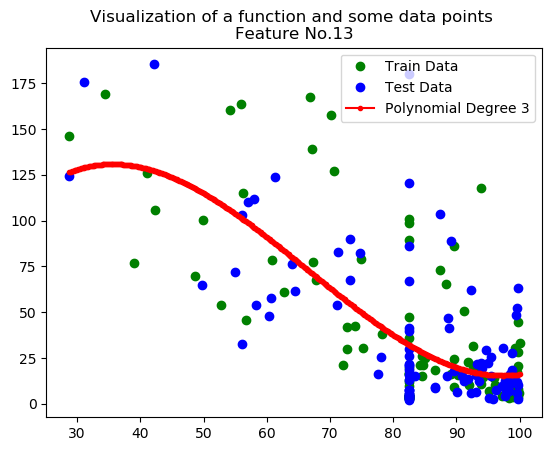 Visualization of a function and some data points
Feature No.13
Train Data
Test Data
Polynomial Degree 3
175
150
125
100
75
50
25
0
30 40 50 60 70 80 90 100